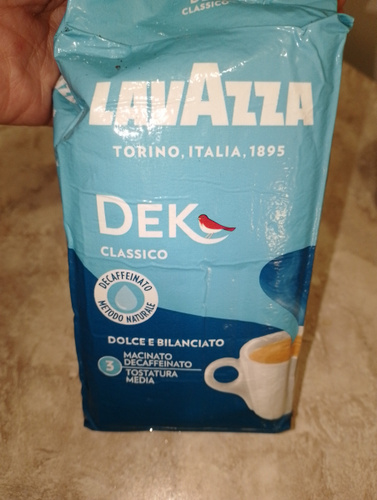 CLASSICO
LAVAZZA
TORINO, ITALIA, 1895
DEK
CLASSICO
DECAFFEINATO
METODO NATURALE
DOLCE E BILANCIATO
3
MACINATO
DECAFFEINATO
TOSTATURA
MEDIA